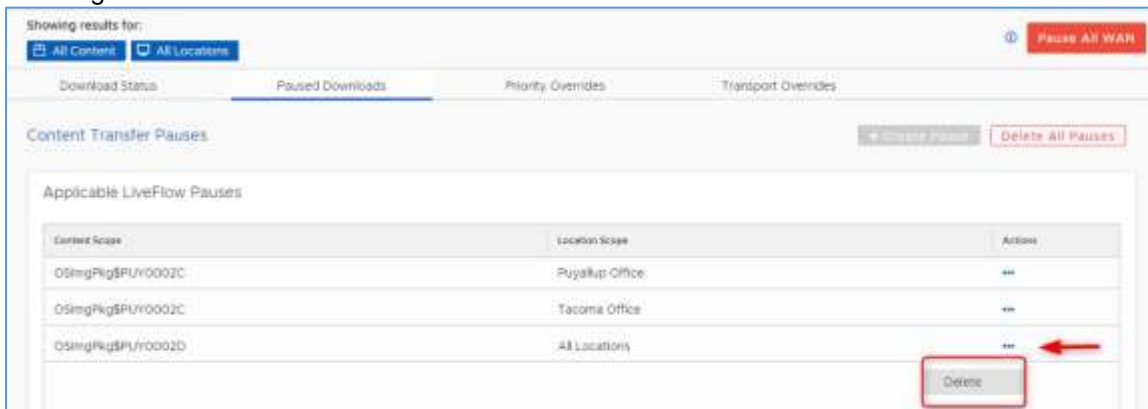 Showing results for:
All Content All Locations
Pause All WAN
Download Status Paused Downloads Priority Overrides Transport Overrides
Content Transfer Pauses
+ Create Pause Delete All Pauses
Applicable LiveFlow Pauses
Content Scope Location Scope Actions
OSImgPkg$PUY0002C Puyallup Office
OSImgPkg$PUY0002C Tacoma Office
OSImgPkg$PUY0002D All Locations
Delete